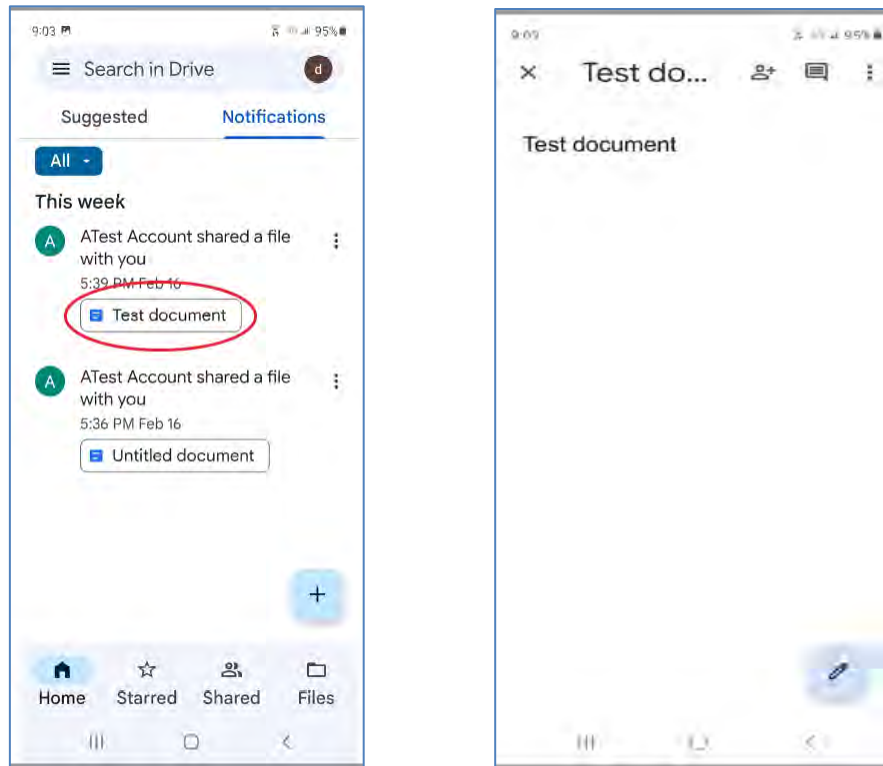 9:03
95%
Search in Drive
d
Suggested
Notifications
All
This week
A
ATest Account shared a file
with you
5:39 PM Feb 16
Test document
A
ATest Account shared a file
with you
5:36 PM Feb 16
Untitled document
+
Home
Starred
Shared
Files
95%
Test do...
Test document